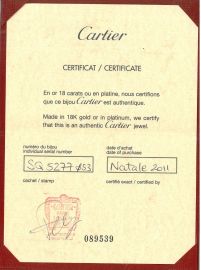 Cartier
CERTIFICAT / CERTIFICATE
En or 18 carats ou en platine, nous certifions
que ce bijou Cartier est authentique.
Made in 18K gold or in platinum, we certify
that this is an authentic Cartier jewel.
numéro du bijou
individual serial number
date d'achat
date of purchase
SQ 5277 Ø53
Natale 2011
cachet / stamp
certifié exact / certified by
089539